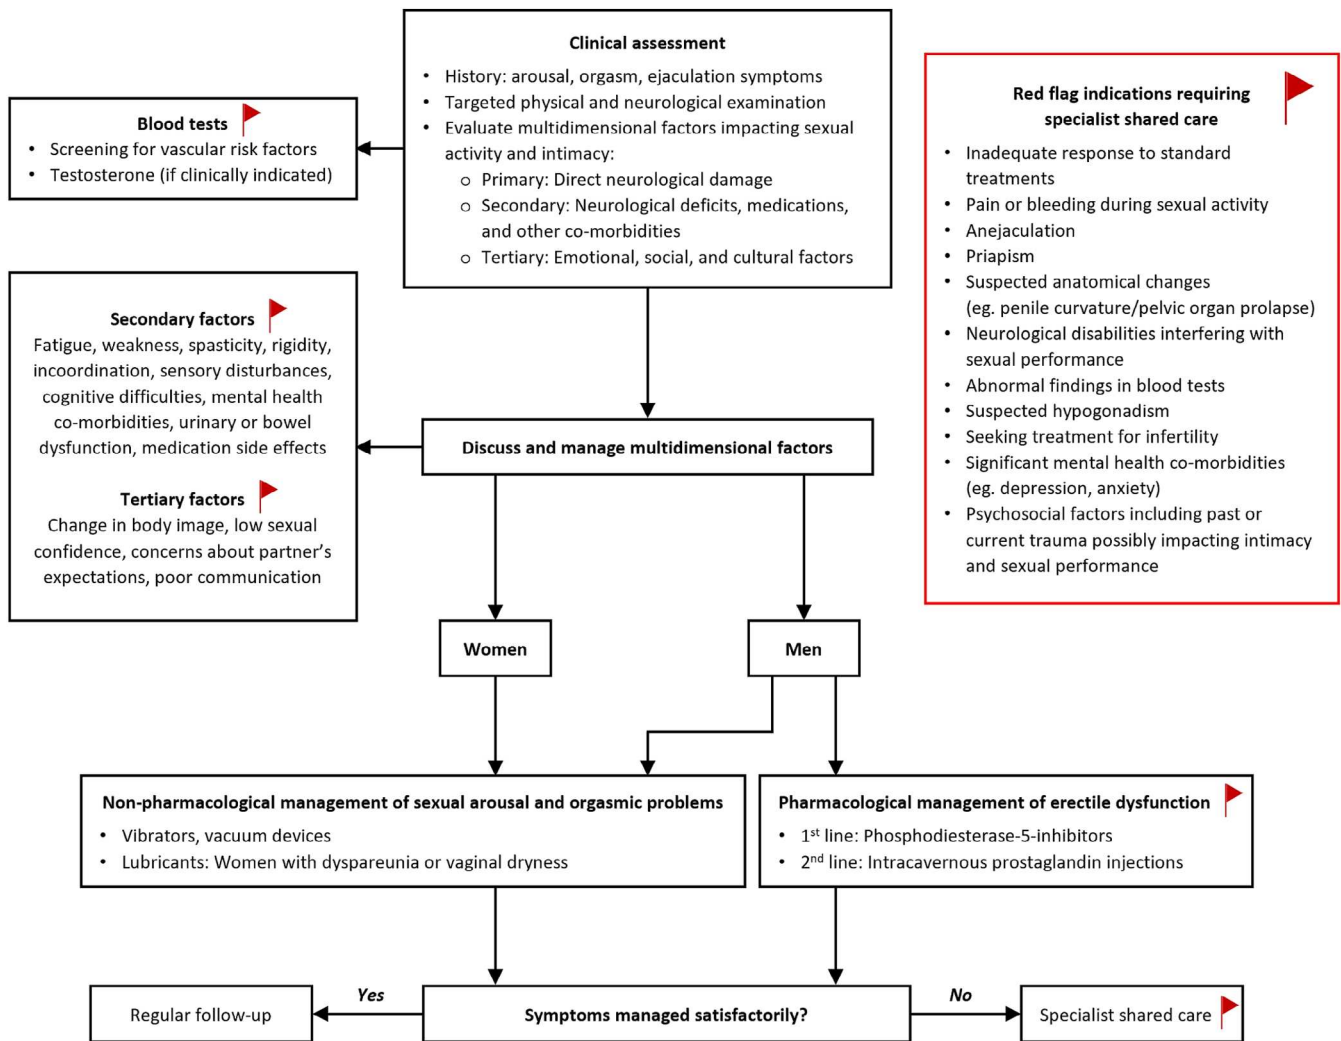 Clinical assessment
• History: arousal, orgasm, ejaculation symptoms
• Targeted physical and neurological examination
• Evaluate multidimensional factors impacting sexual
activity and intimacy:
o Primary: Direct neurological damage
o Secondary: Neurological deficits, medications,
and other co-morbidities
o Tertiary: Emotional, social, and cultural factors
Blood tests
• Screening for vascular risk factors
• Testosterone (if clinically indicated)
Red flag indications requiring
specialist shared care
• Inadequate response to standard
treatments
• Pain or bleeding during sexual activity
• Anejaculation
• Priapism
• Suspected anatomical changes
(eg. penile curvature/pelvic organ prolapse)
• Neurological disabilities interfering with
sexual performance
• Abnormal findings in blood tests
• Suspected hypogonadism
• Seeking treatment for infertility
• Significant mental health co-morbidities
(eg. depression, anxiety)
• Psychosocial factors including past or
current trauma possibly impacting intimacy
and sexual performance
Secondary factors
Fatigue, weakness, spasticity, rigidity,
incoordination, sensory disturbances,
cognitive difficulties, mental health
co-morbidities, urinary or bowel
dysfunction, medication side effects
Tertiary factors
Change in body image, low sexual
confidence, concerns about partner's
expectations, poor communication
Discuss and manage multidimensional factors
Women
Men
Non-pharmacological management of sexual arousal and orgasmic problems
• Vibrators, vacuum devices
• Lubricants: Women with dyspareunia or vaginal dryness
Pharmacological management of erectile dysfunction
• 1st line: Phosphodiesterase-5-inhibitors
• 2nd line: Intracavernous prostaglandin injections
Regular follow-up
Yes
Symptoms managed satisfactorily?
No
Specialist shared care